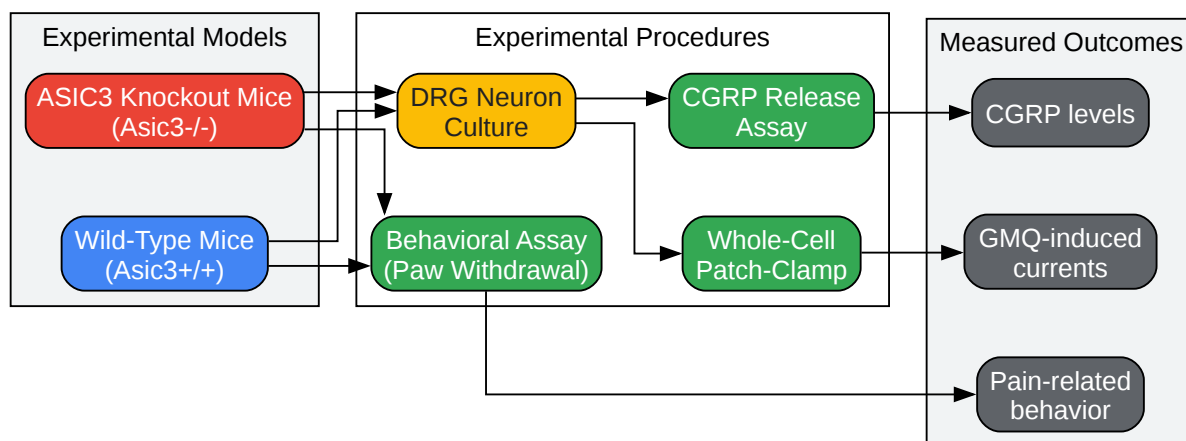 Experimental Models
ASIC3 Knockout Mice
(Asic3-/-)
Wild-Type Mice
(Asic3+/+)
Experimental Procedures
DRG Neuron
Culture
CGRP Release
Assay
Behavioral Assay
(Paw Withdrawal)
Whole-Cell
Patch-Clamp
Measured Outcomes
CGRP levels
GMQ-induced
currents
Pain-related
behavior